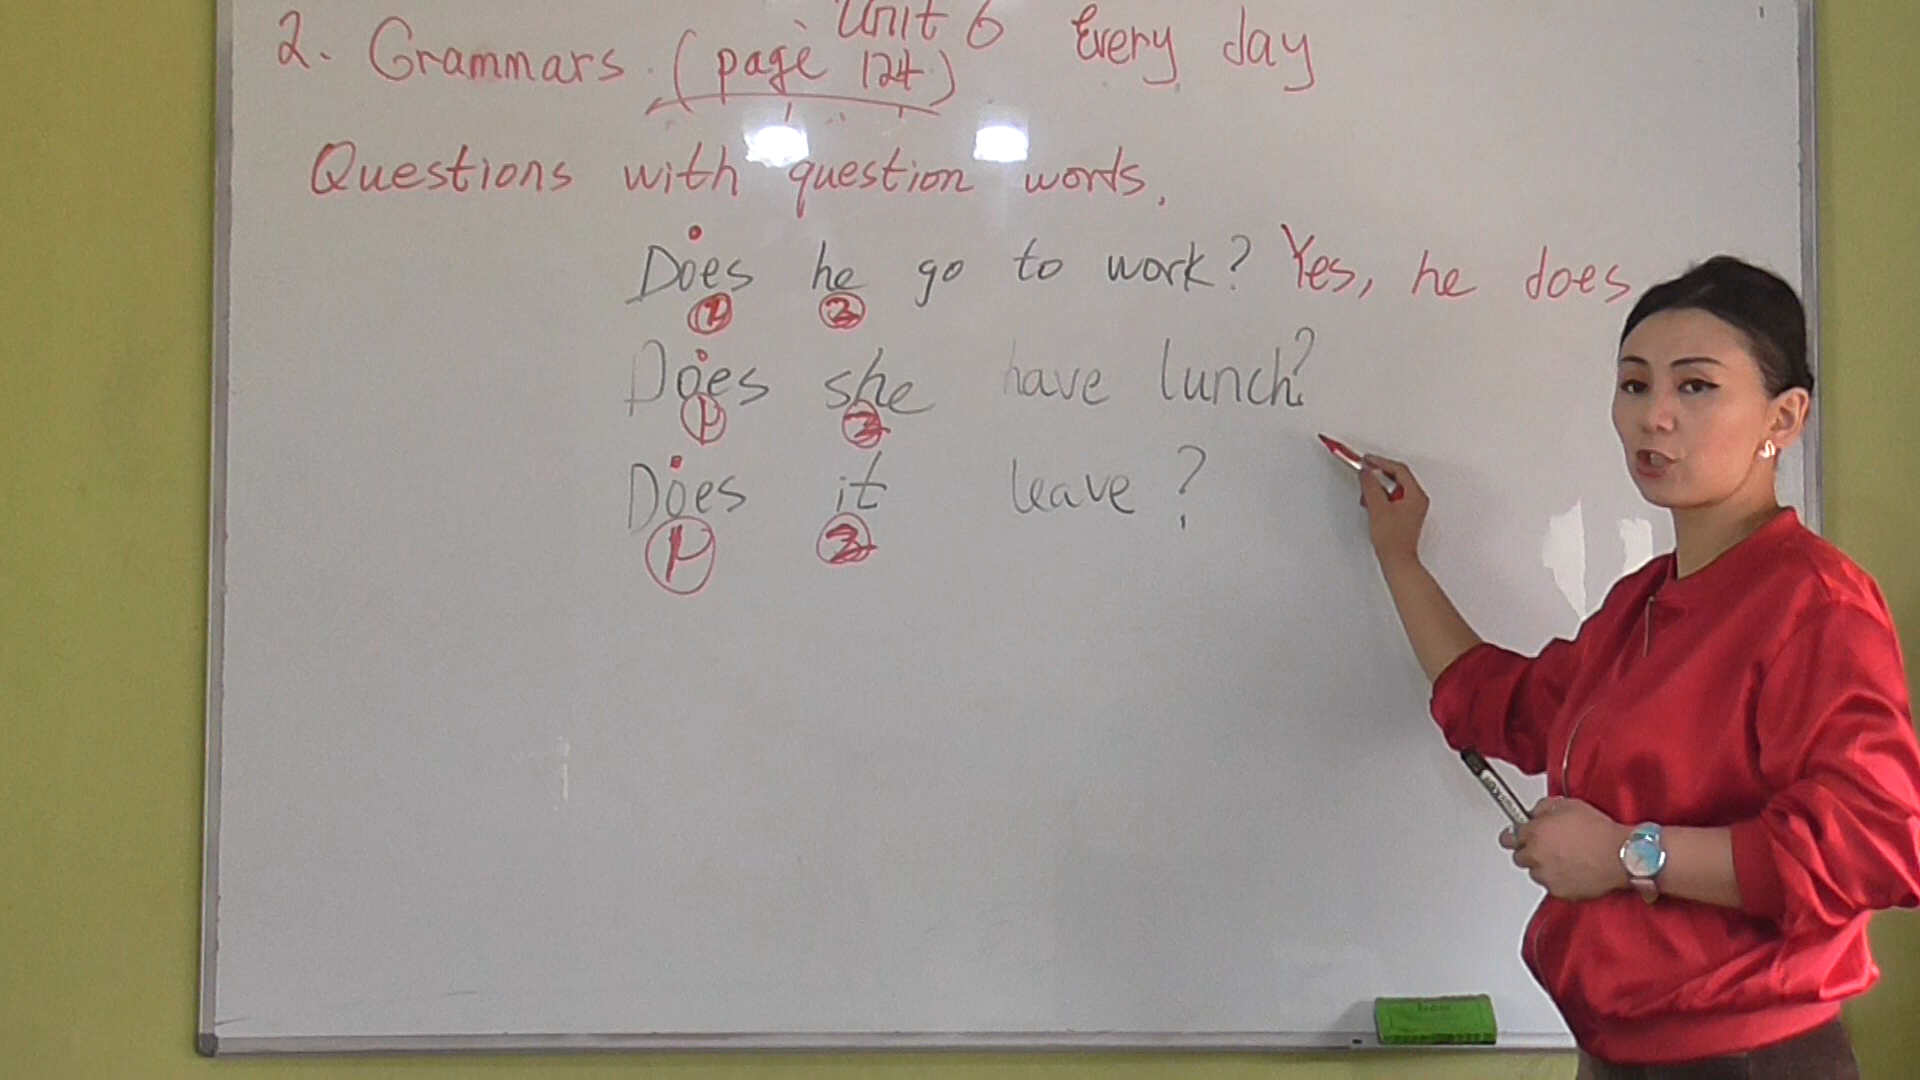 Unit 6 Every day
2. Grammars. (page 124)
Questions with question words.
Does he go to work? Yes, he does
1 2
Does she have lunch?
1 2
Does it leave?
1 2